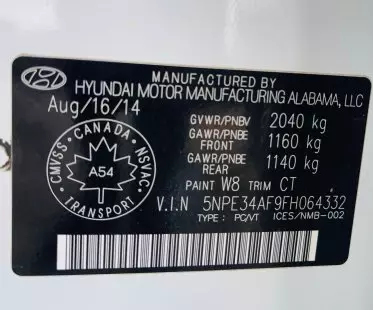 MANUFACTURED BY
HYUNDAI MOTOR MANUFACTURING ALABAMA, LLC
Aug/16/14
GVWR/PNBV 2040 kg
GAWR/PNBE FRONT 1160 kg
GAWR/PNBE REAR 1140 kg
CMVSS · CANADA · NSVAC · TRANSPORT
A54
PAINT W8 TRIM CT
V.I.N 5NPE34AF9FH064332
TYPE: PC/VT ICES/NMB-002